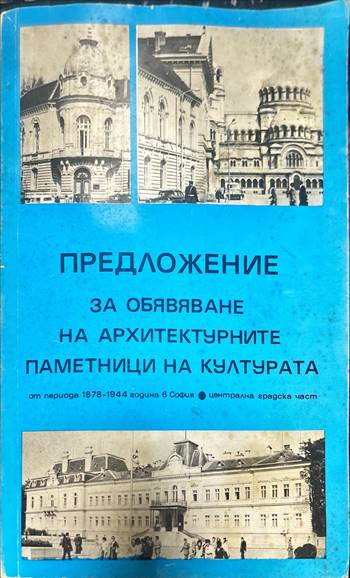 ПРЕДЛОЖЕНИЕ
ЗА ОБЯВЯВАНЕ
НА АРХИТЕКТУРНИТЕ
ПАМЕТНИЦИ НА КУЛТУРАТА
от периода 1878-1944 година в София ● централна градска част